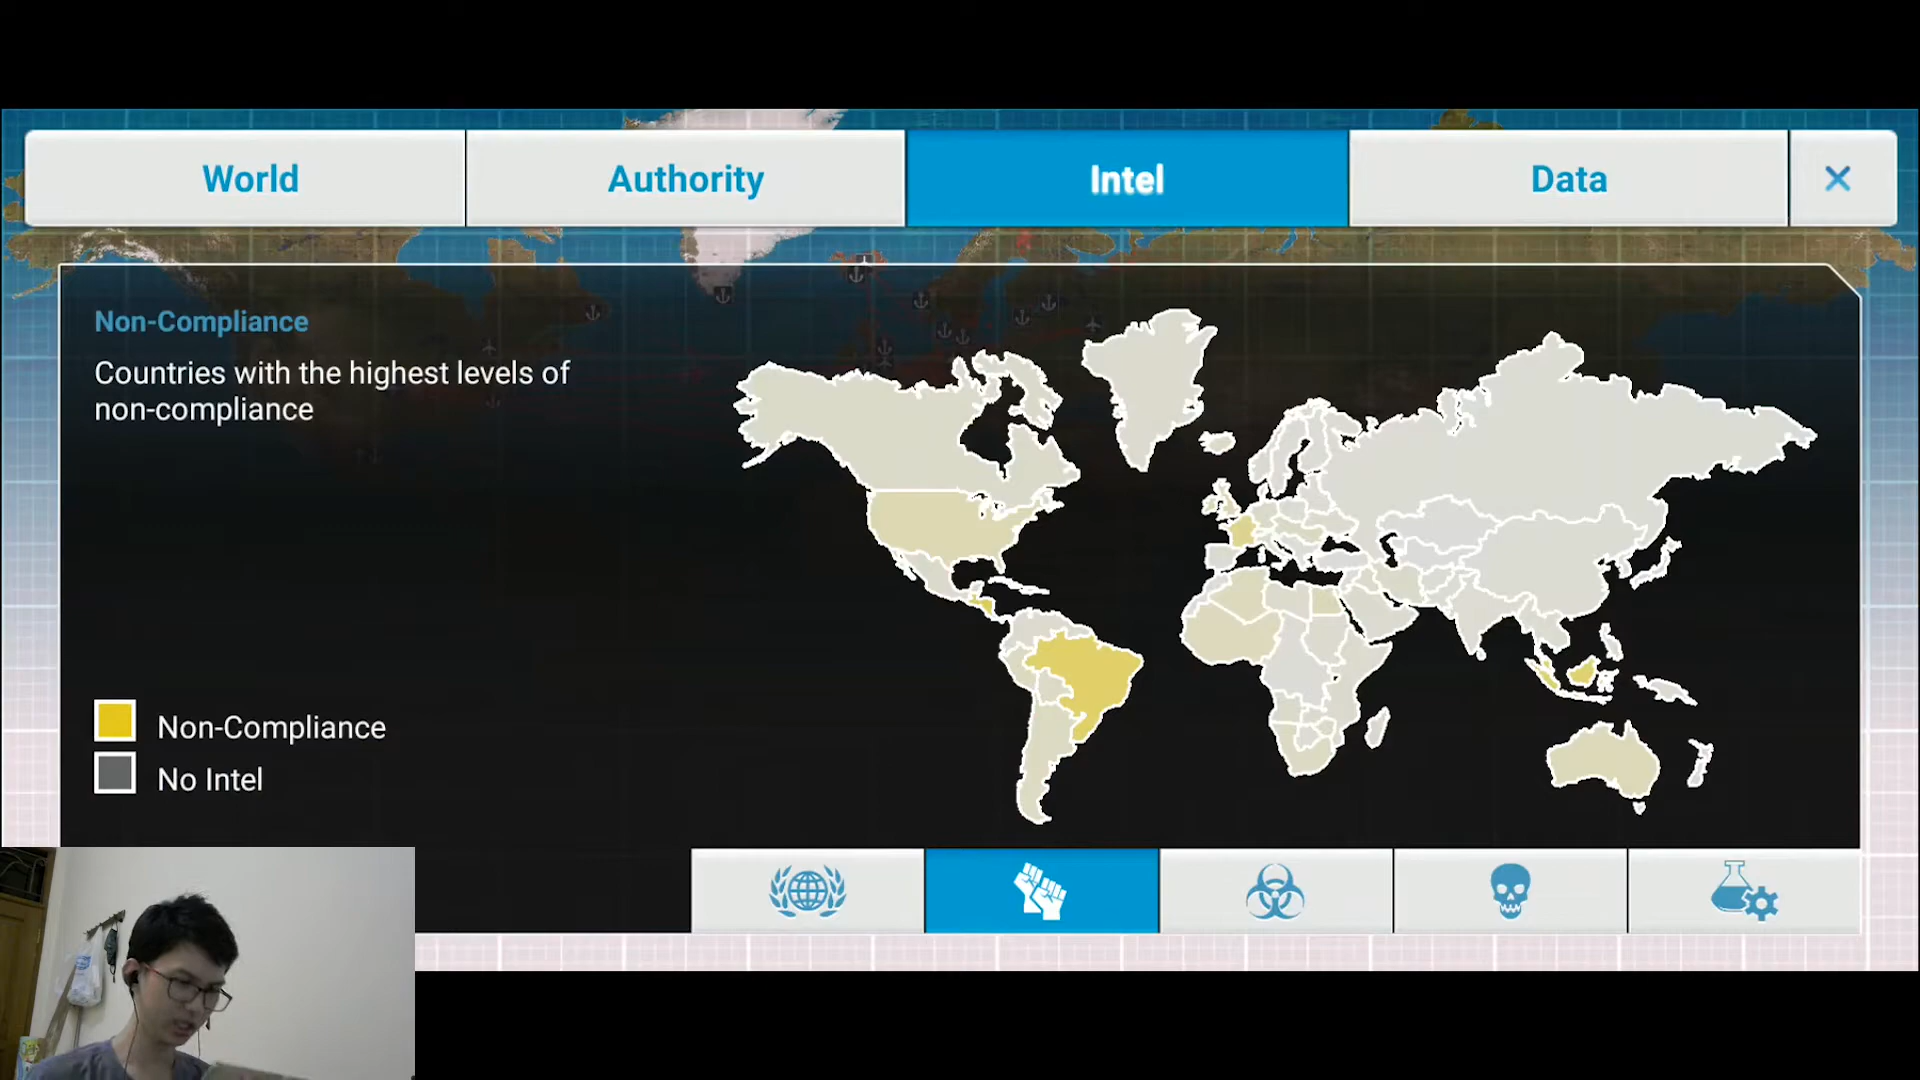 World
Authority
Intel
Data
Non-Compliance
Countries with the highest levels of
non-compliance
Non-Compliance
No Intel